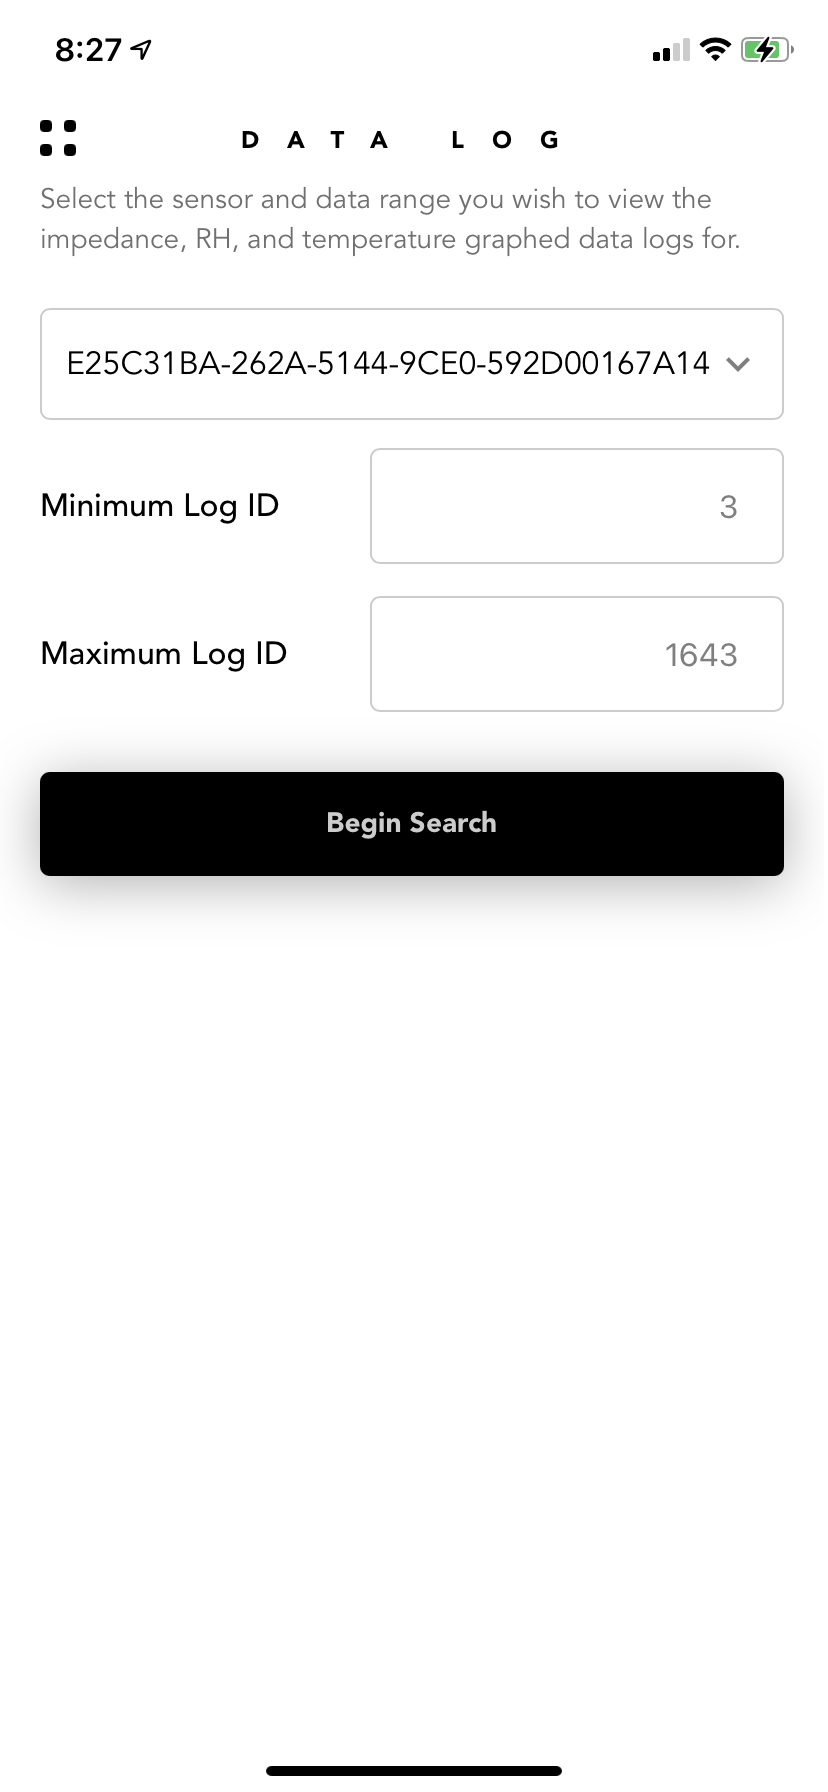 8:27
DATA LOG
Select the sensor and data range you wish to view the
impedance, RH, and temperature graphed data logs for.
E25C31BA-262A-5144-9CE0-592D00167A14
Minimum Log ID
3
Maximum Log ID
1643
Begin Search